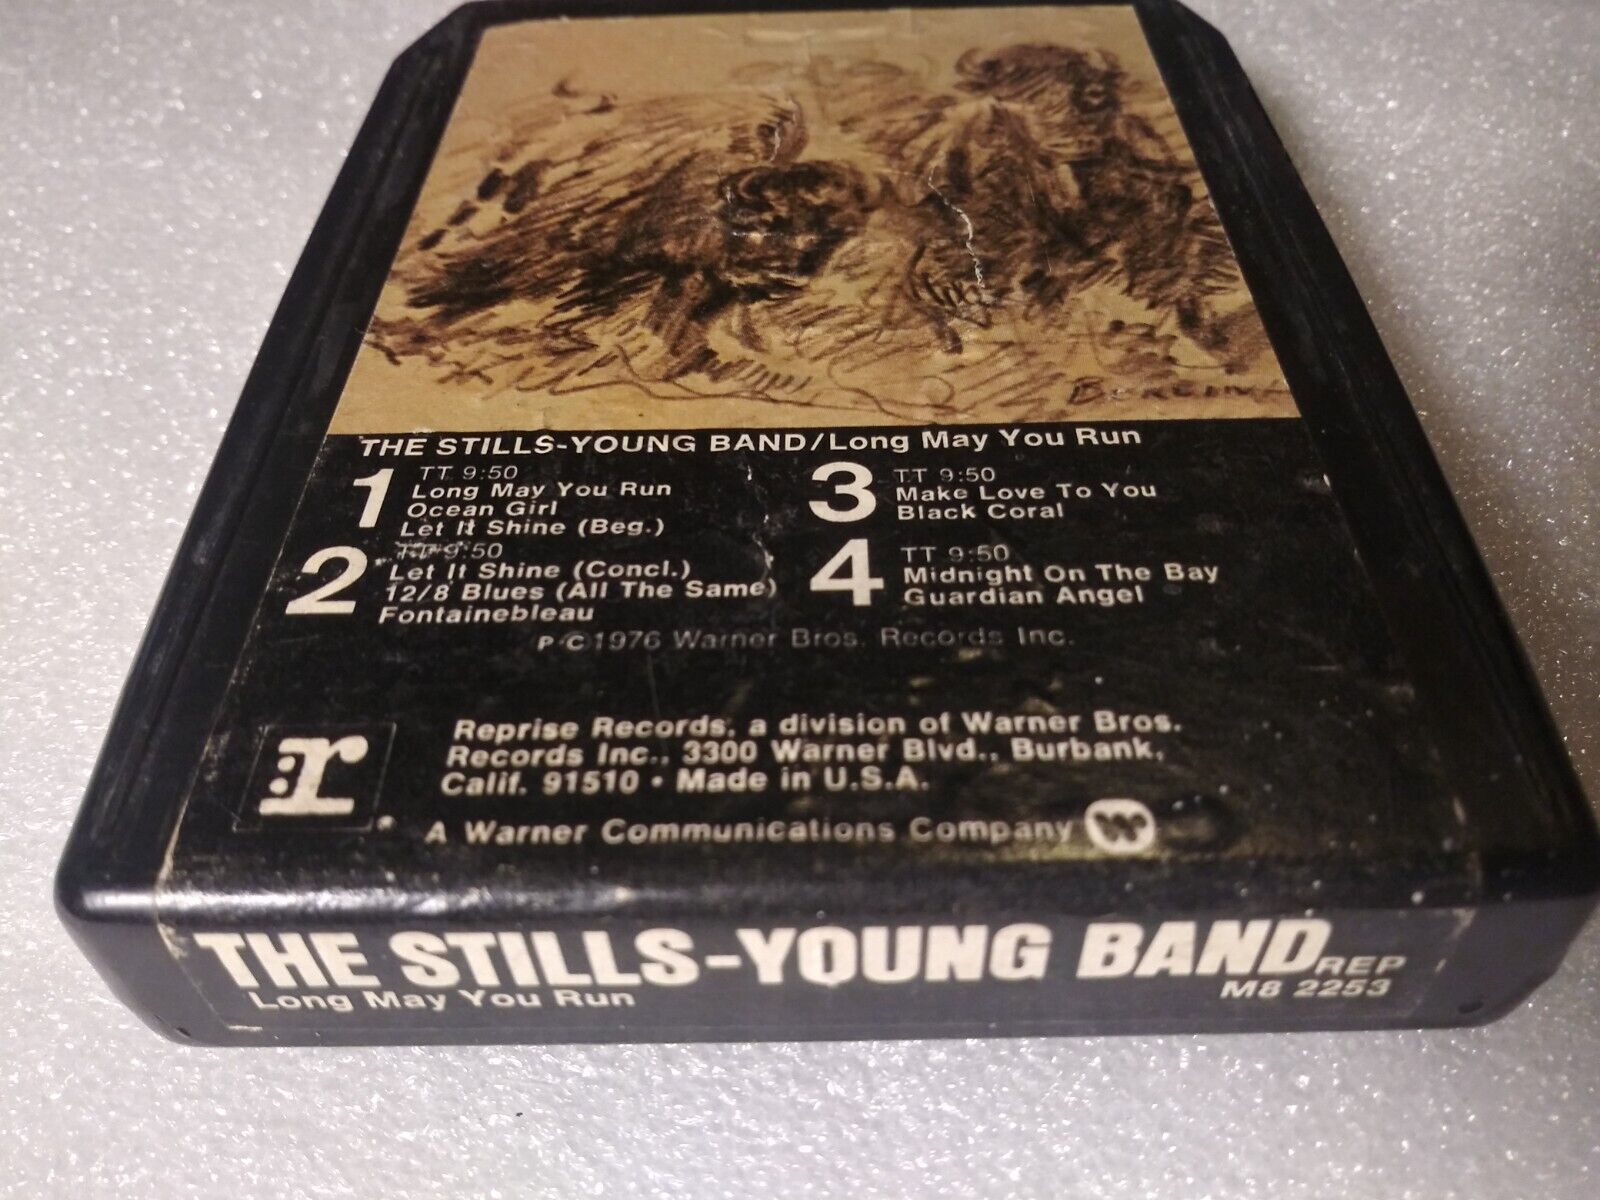 THE STILLS-YOUNG BAND/Long May You Run
1 TT 9:50
Long May You Run
Ocean Girl
Let It Shine (Beg.)
2 TT 9:50
Let It Shine (Concl.)
12/8 Blues (All The Same)
Fontainebleau
3 TT 9:50
Make Love To You
Black Coral
4 TT 9:50
Midnight On The Bay
Guardian Angel
P C 1976 Warner Bros. Records Inc.
:r.
Reprise Records, a division of Warner Bros.
Records Inc., 3300 Warner Blvd., Burbank,
Calif. 91510 • Made in U.S.A.
A Warner Communications Company W
THE STILLS-YOUNG BAND
Long May You Run
REP
M8 2253